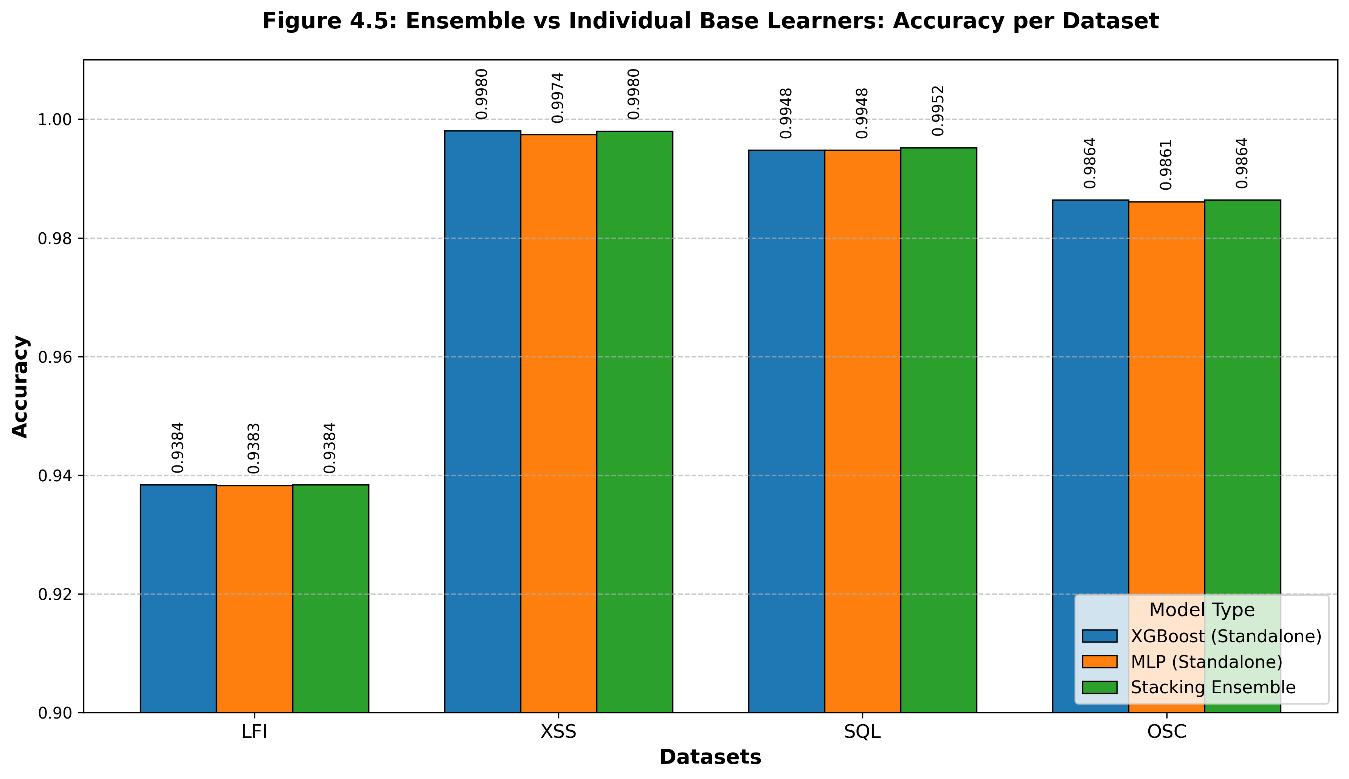 Figure 4.5: Ensemble vs Individual Base Learners: Accuracy per Dataset
Accuracy
1.00
0.98
0.96
0.94
0.92
0.90
0.9384
0.9383
0.9384
0.9980
0.9974
0.9980
0.9948
0.9948
0.9952
0.9864
0.9861
0.9864
Model Type
XGBoost (Standalone)
MLP (Standalone)
Stacking Ensemble
LFI
XSS
SQL
OSC
Datasets